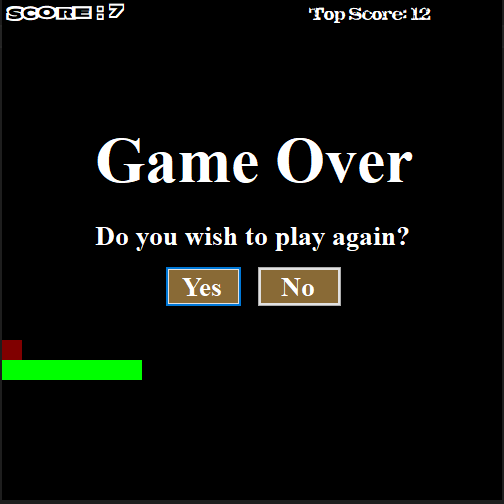 SCORE: 7
Top Score: 12
Game Over
Do you wish to play again?
Yes
No